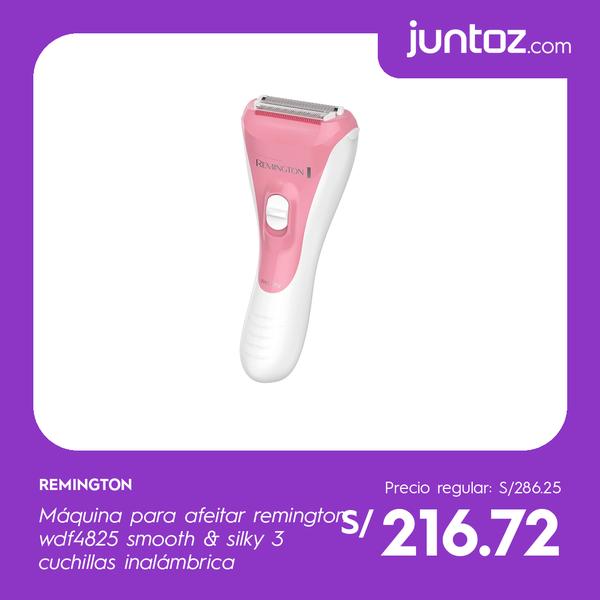 juntoz.com
REMINGTON
REMINGTON
Precio regular: S/286.25
Máquina para afeitar remington
wdf4825 smooth & silky 3
cuchillas inalámbrica
S/ 216.72